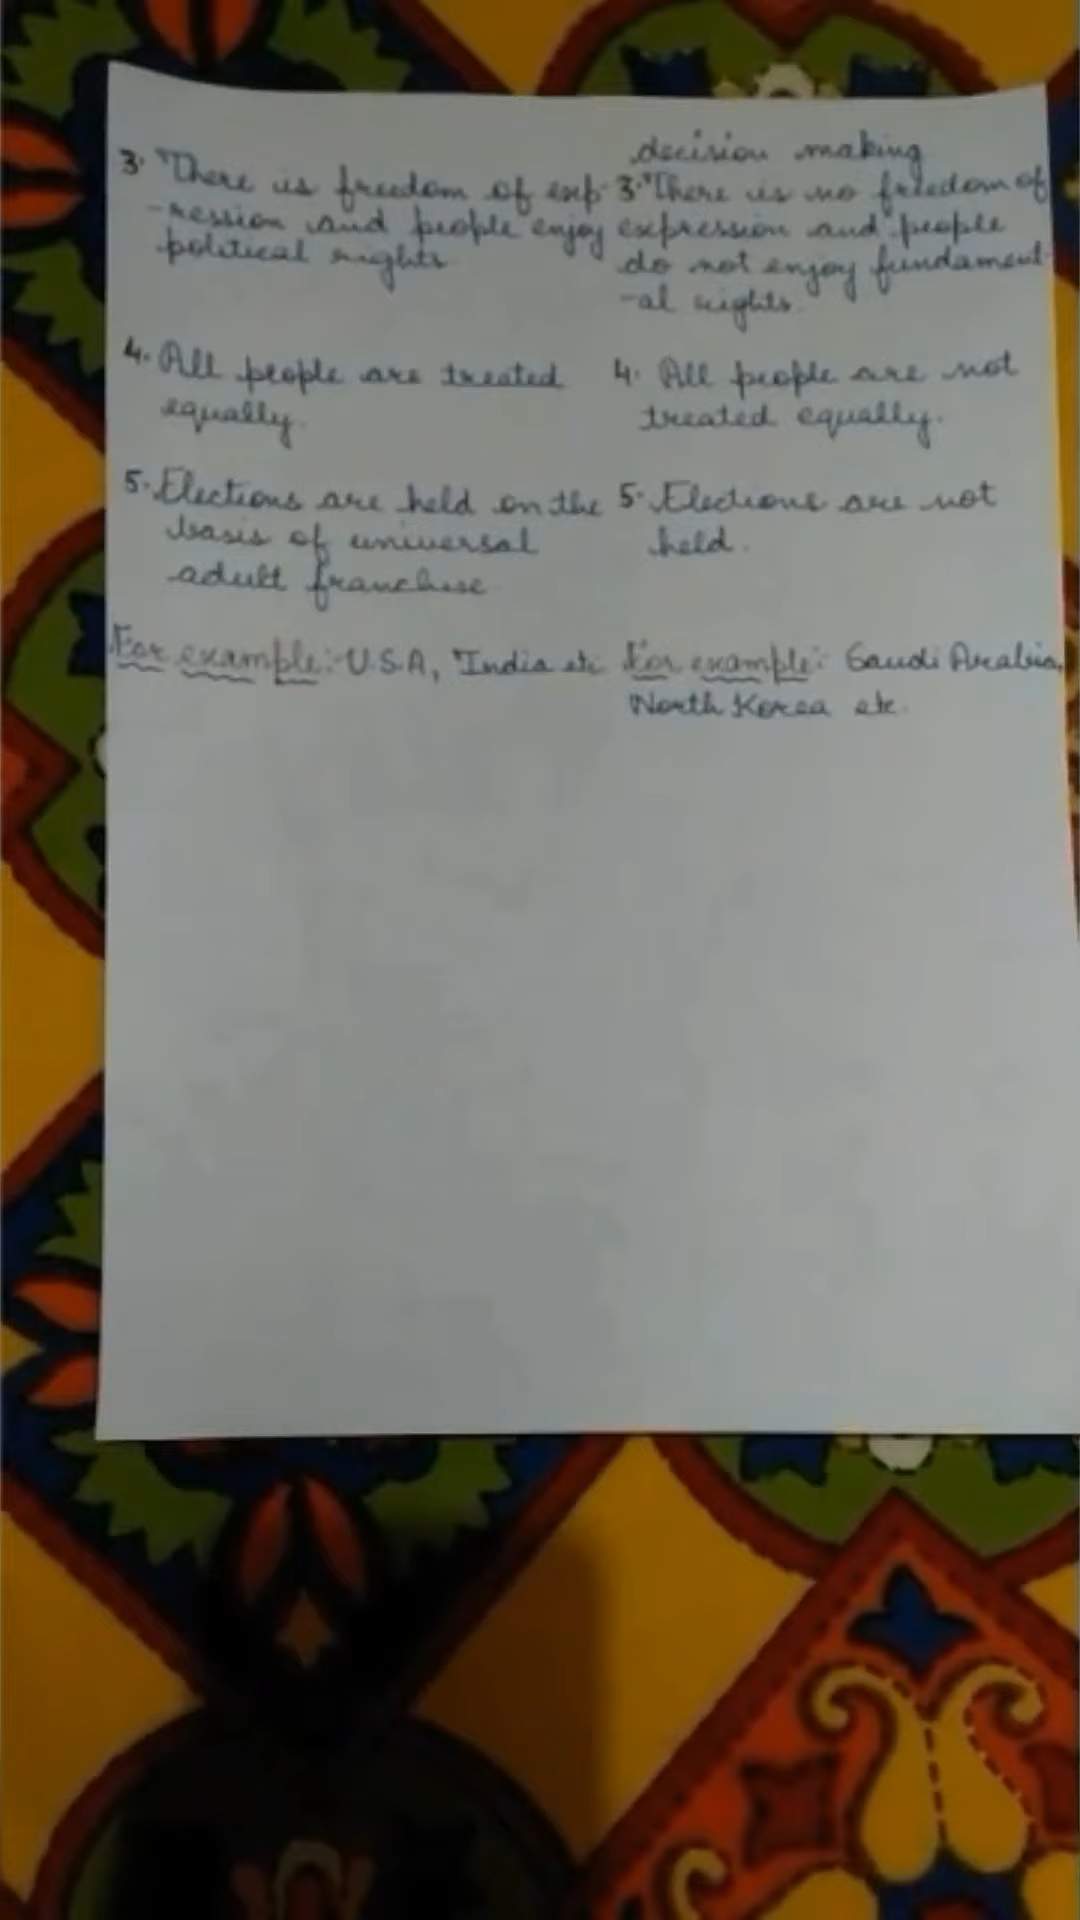 decision making
3. There is freedom of exp
-ression and people enjoy
political rights
3. There is no freedom of
expression and people
do not enjoy fundament-
-al rights.
4. All people are treated
equally.
4. All people are not
treated equally.
5. Elections are held on the
basis of universal
adult franchise.
5. Elections are not
held.
For example:- U.S.A, India etc
For example:- Saudi Arabia,
North Korea etc.